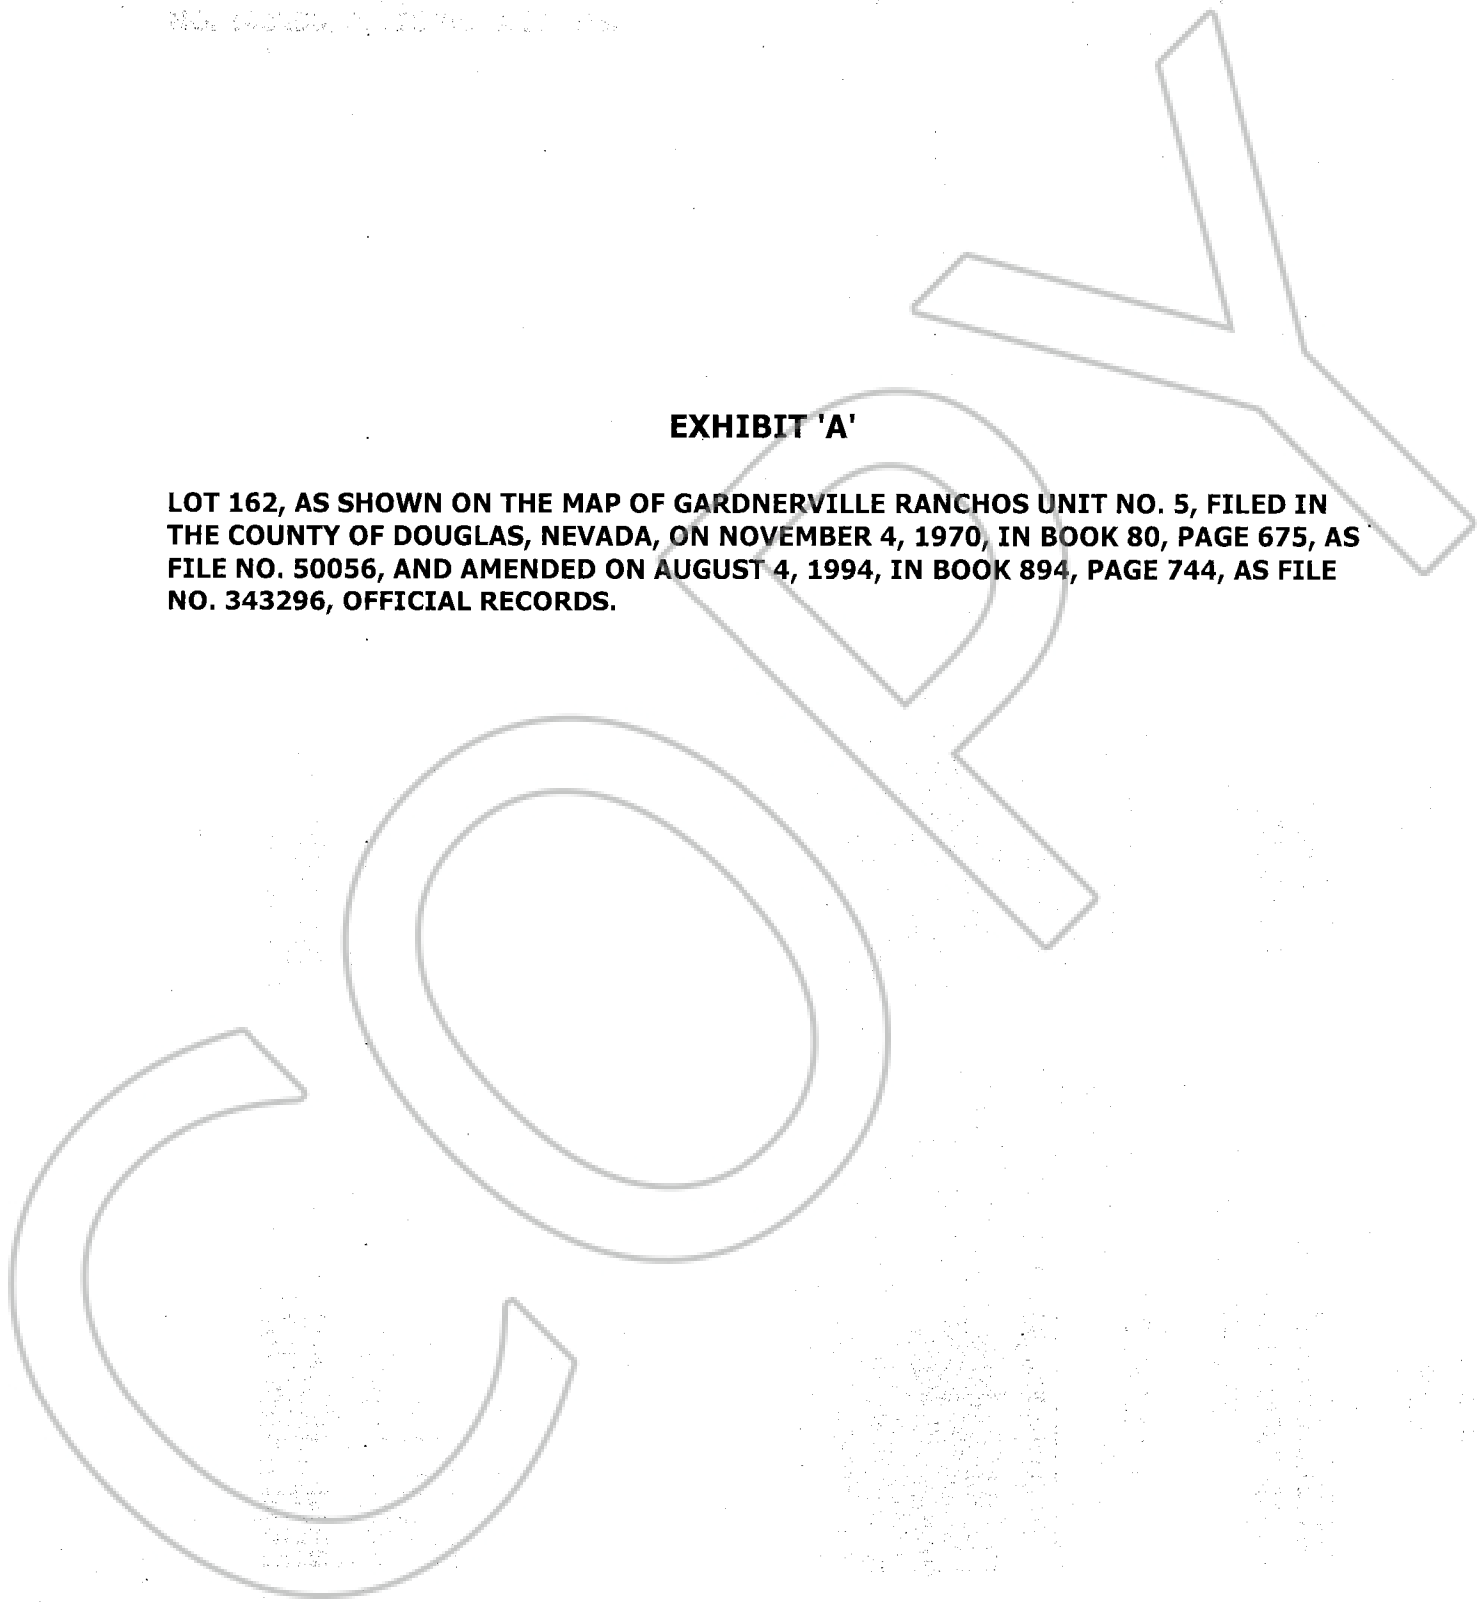 EXHIBIT 'A'
LOT 162, AS SHOWN ON THE MAP OF GARDNERVILLE RANCHOS UNIT NO. 5, FILED IN
THE COUNTY OF DOUGLAS, NEVADA, ON NOVEMBER 4, 1970, IN BOOK 80, PAGE 675, AS
FILE NO. 50056, AND AMENDED ON AUGUST 4, 1994, IN BOOK 894, PAGE 744, AS FILE
NO. 343296, OFFICIAL RECORDS.
COPY